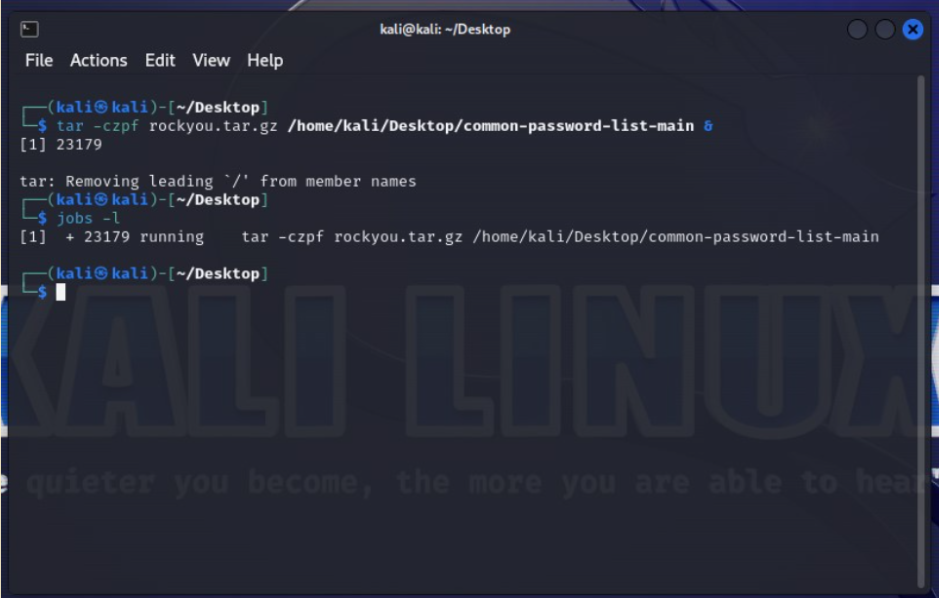 kali@kali: ~/Desktop
File Actions Edit View Help
┌──(kali㉿kali)-[~/Desktop]
└─$ tar -czpf rockyou.tar.gz /home/kali/Desktop/common-password-list-main &
[1] 23179
tar: Removing leading `/' from member names
┌──(kali㉿kali)-[~/Desktop]
└─$ jobs -l
[1]  + 23179 running    tar -czpf rockyou.tar.gz /home/kali/Desktop/common-password-list-main
┌──(kali㉿kali)-[~/Desktop]
└─$
KALI LINUX
quieter you become, the more you are able to hear